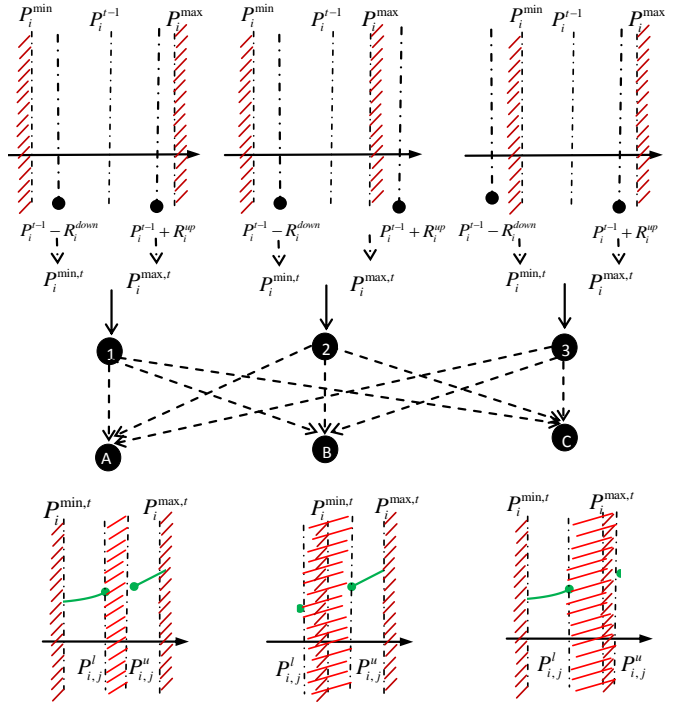 P_i^min P_i^{t-1} P_i^max P_i^min P_i^{t-1} P_i^max P_i^min P_i^{t-1} P_i^max
P_i^{t-1} − R_i^{down} P_i^{t-1} + R_i^{up} P_i^{t-1} − R_i^{down} P_i^{t-1} + R_i^{up} P_i^{t-1} − R_i^{down} P_i^{t-1} + R_i^{up}
P_i^{min,t} P_i^{max,t} P_i^{min,t} P_i^{max,t} P_i^{min,t} P_i^{max,t}
1 2 3
A B C
P_i^{min,t} P_i^{max,t} P_i^{min,t} P_i^{max,t} P_i^{min,t} P_i^{max,t}
P_{i,j}^l P_{i,j}^u P_{i,j}^l P_{i,j}^u P_{i,j}^l P_{i,j}^u